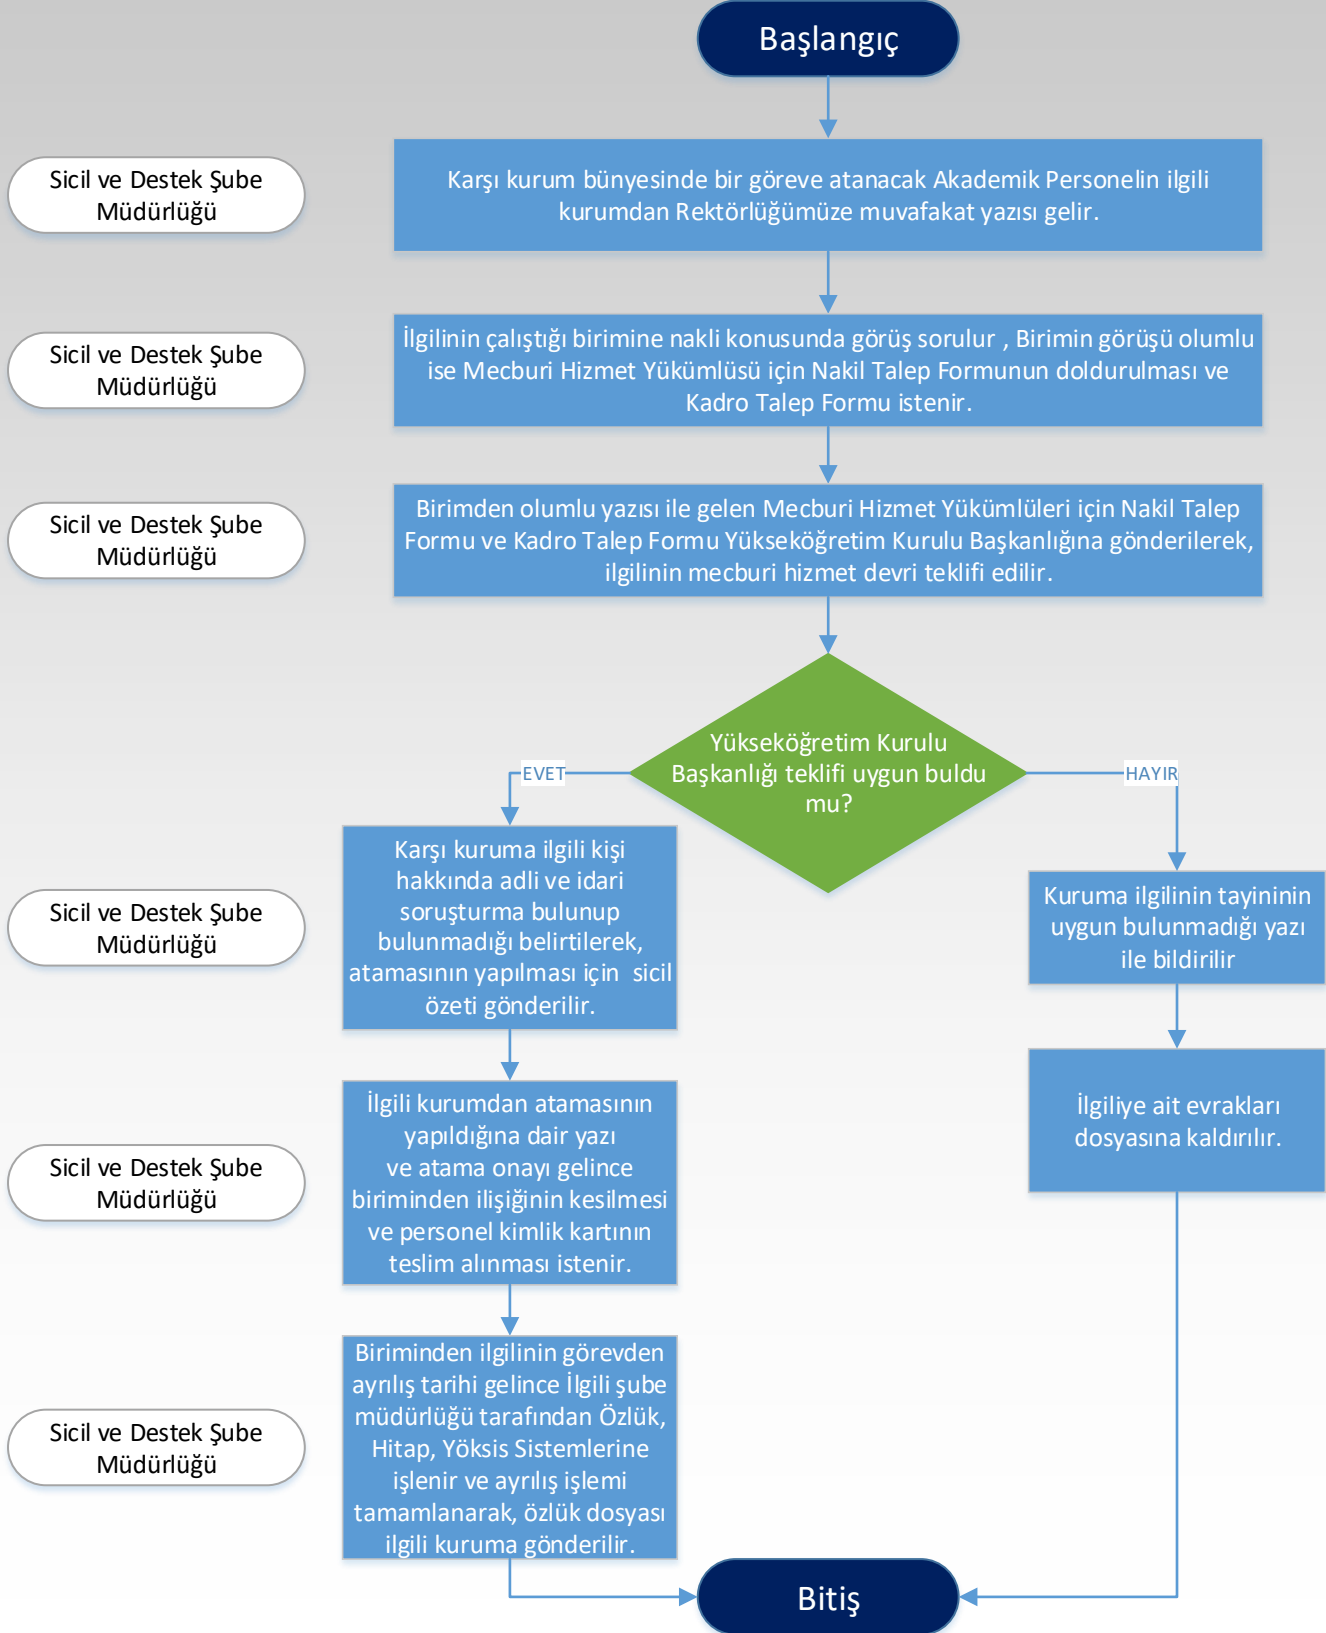 Başlangıç
Sicil ve Destek Şube
Müdürlüğü
Karşı kurum bünyesinde bir göreve atanacak Akademik Personelin ilgili
kurumdan Rektörlüğümüze muvafakat yazısı gelir.
Sicil ve Destek Şube
Müdürlüğü
İlgilinin çalıştığı birimine nakli konusunda görüş sorulur , Birimin görüşü olumlu
ise Mecburi Hizmet Yükümlüsü için Nakil Talep Formunun doldurulması ve
Kadro Talep Formu istenir.
Sicil ve Destek Şube
Müdürlüğü
Birimden olumlu yazısı ile gelen Mecburi Hizmet Yükümlüleri için Nakil Talep
Formu ve Kadro Talep Formu Yükseköğretim Kurulu Başkanlığına gönderilerek,
ilgilinin mecburi hizmet devri teklifi edilir.
Yükseköğretim Kurulu
Başkanlığı teklifi uygun buldu
mu?
EVET
HAYIR
Sicil ve Destek Şube
Müdürlüğü
Karşı kuruma ilgili kişi
hakkında adli ve idari
soruşturma bulunup
bulunmadığı belirtilerek,
atamasının yapılması için  sicil
özeti gönderilir.
Kuruma ilgilinin tayininin
uygun bulunmadığı yazı
ile bildirilir
Sicil ve Destek Şube
Müdürlüğü
İlgili kurumdan atamasının
yapıldığına dair yazı
ve atama onayı gelince
biriminden ilişiğinin kesilmesi
ve personel kimlik kartının
teslim alınması istenir.
İlgiliye ait evrakları
dosyasına kaldırılır.
Sicil ve Destek Şube
Müdürlüğü
Biriminden ilgilinin görevden
ayrılış tarihi gelince İlgili şube
müdürlüğü tarafından Özlük,
Hitap, Yöksis Sistemlerine
işlenir ve ayrılış işlemi
tamamlanarak, özlük dosyası
ilgili kuruma gönderilir.
Bitiş